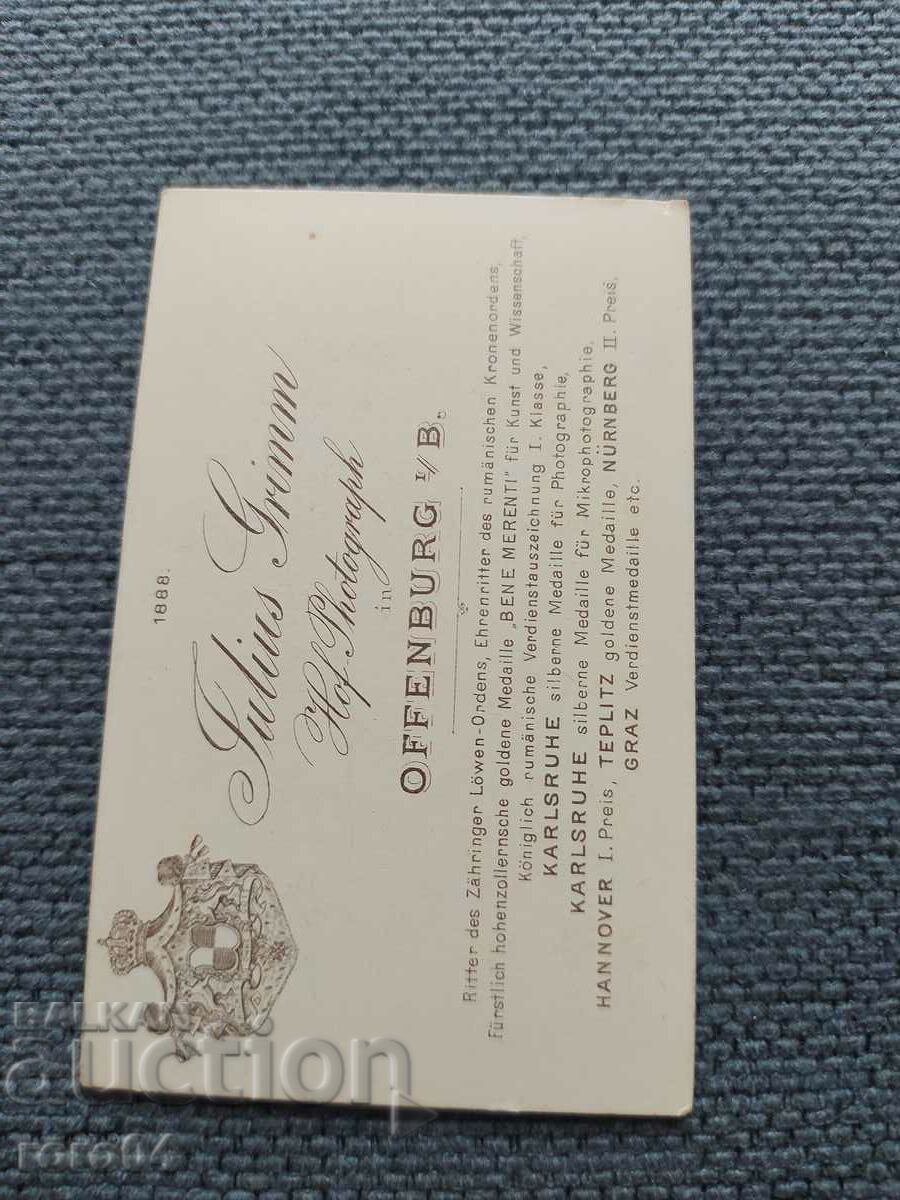 1888.
Julius Grimm
Hof-Photograph
in
OFFENBURG I/B.
Ritter des Zähringer Löwen-Ordens, Ehrenritter des rumänischen Kronenordens,
Fürstlich hohenzollernsche goldene Medaille „BENE MERENTI" für Kunst und Wissenschaft,
Königlich rumänische Verdienstauszeichnung I. Klasse,
KARLSRUHE silberne Medaille für Photographie,
KARLSRUHE silberne Medaille für Mikrophotographie,
HANNOVER I. Preis, TEPLITZ goldene Medaille, NÜRNBERG II. Preis,
GRAZ Verdienstmedaille etc.
BALKAN
auction
roro84